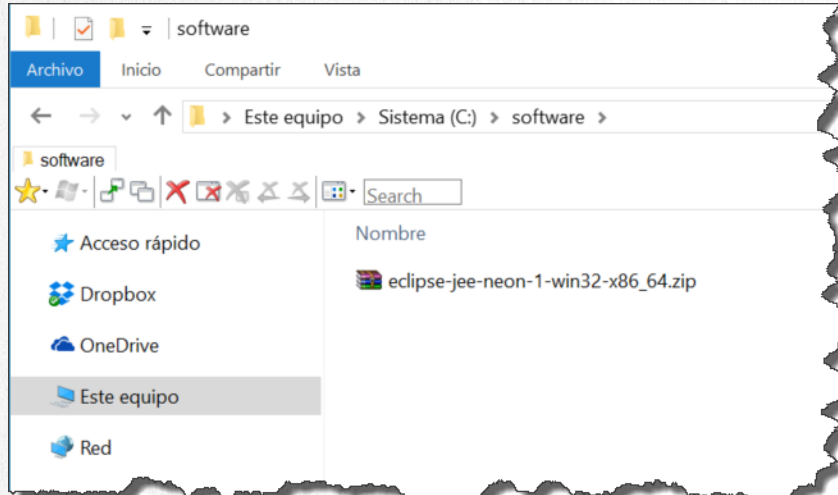 software
Archivo Inicio Compartir Vista
Este equipo > Sistema (C:) > software >
software
Search
Acceso rápido
Dropbox
OneDrive
Este equipo
Red
Nombre
eclipse-jee-neon-1-win32-x86_64.zip